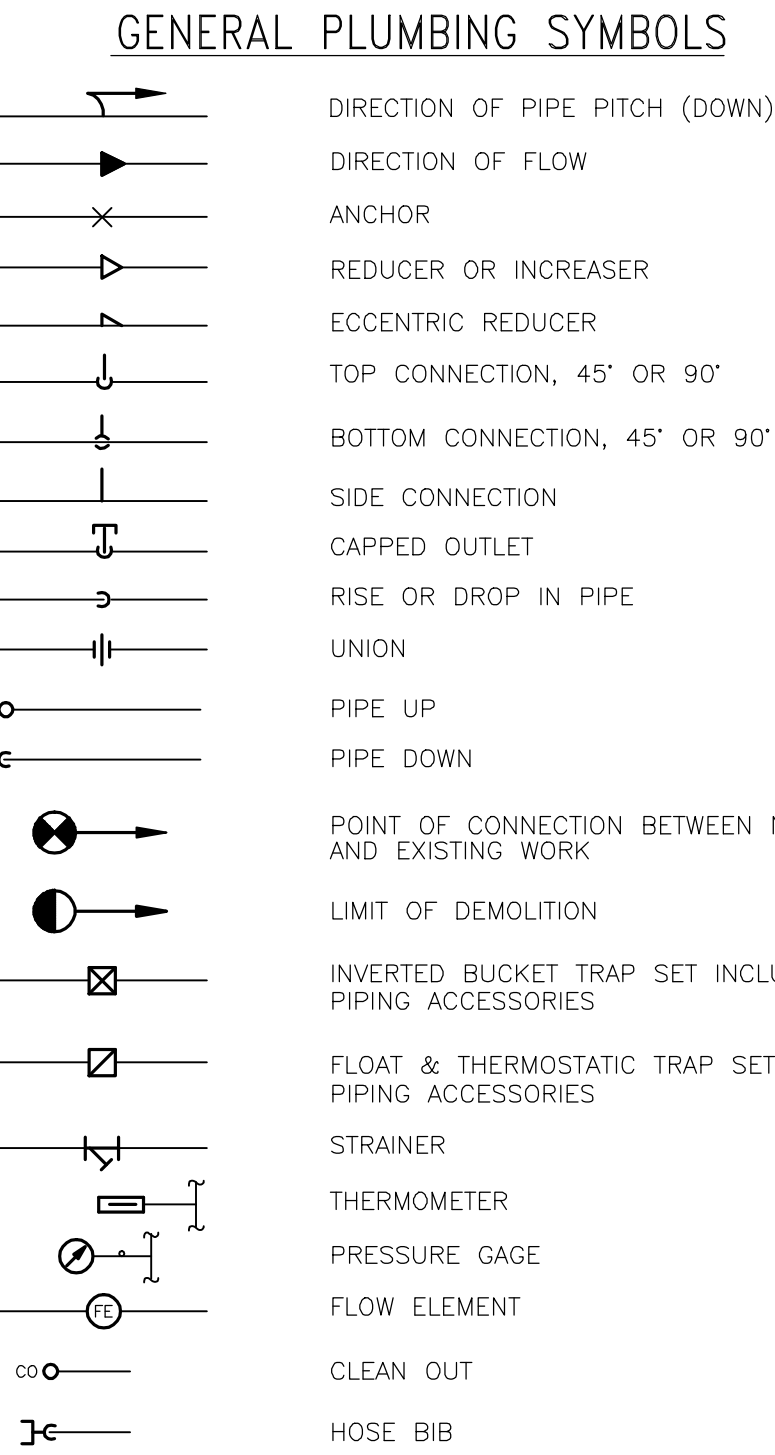 GENERAL PLUMBING SYMBOLS
DIRECTION OF PIPE PITCH (DOWN)
DIRECTION OF FLOW
ANCHOR
REDUCER OR INCREASER
ECCENTRIC REDUCER
TOP CONNECTION, 45° OR 90°
BOTTOM CONNECTION, 45° OR 90°
SIDE CONNECTION
CAPPED OUTLET
RISE OR DROP IN PIPE
UNION
PIPE UP
PIPE DOWN
POINT OF CONNECTION BETWEEN
AND EXISTING WORK
LIMIT OF DEMOLITION
INVERTED BUCKET TRAP SET
PIPING ACCESSORIES
FLOAT & THERMOSTATIC TRAP SET
PIPING ACCESSORIES
STRAINER
THERMOMETER
PRESSURE GAGE
FE FLOW ELEMENT
CO CLEAN OUT
HOSE BIB